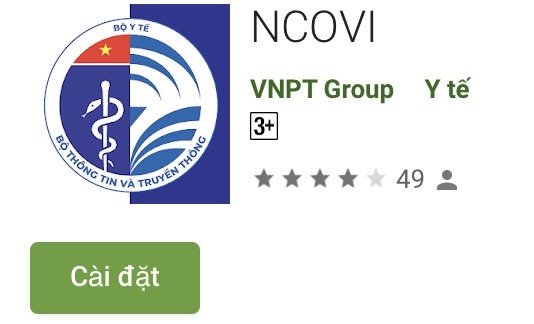 NCOVI
VNPT Group Y tế
3+
49
BỘ Y TẾ
BỘ THÔNG TIN VÀ TRUYỀN THÔNG
Cài đặt